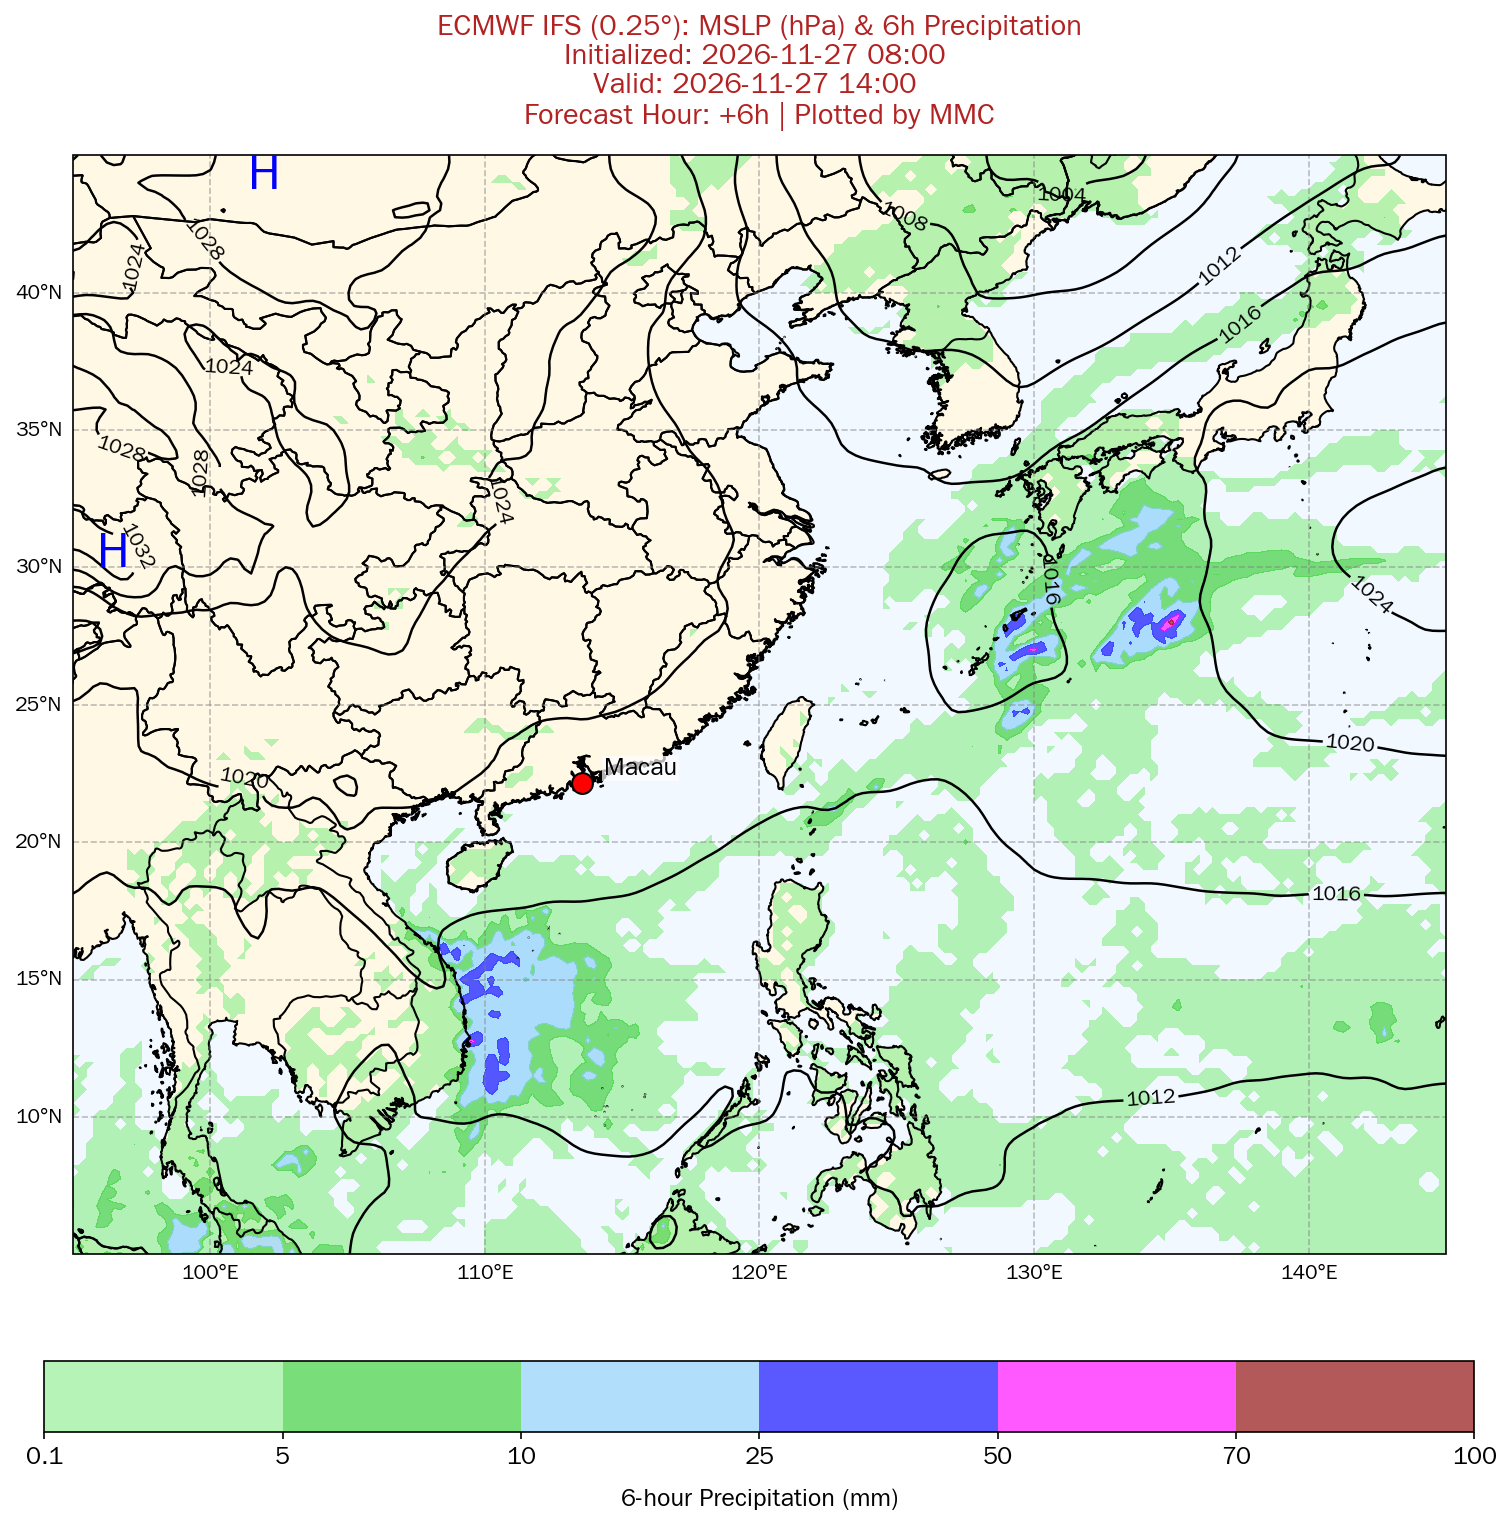 ECMWF IFS (0.25°): MSLP (hPa) & 6h Precipitation
Initialized: 2026-11-27 08:00
Valid: 2026-11-27 14:00
Forecast Hour: +6h | Plotted by MMC
H
1004
1008
1028
1024
1012
40°N
1016
1024
35°N
1028
1028
1024
H
1032
30°N
1016
1024
25°N
1020
1020
Macau
20°N
1016
15°N
1012
10°N
100°E 110°E 120°E 130°E 140°E
0.1 5 10 25 50 70 100
6-hour Precipitation (mm)